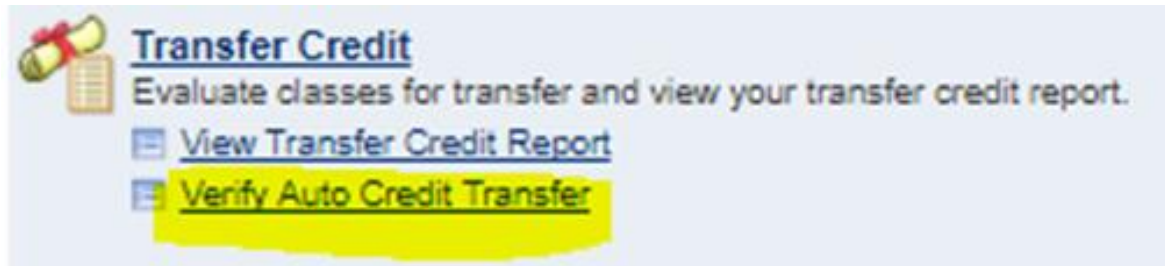 Transfer Credit
Evaluate classes for transfer and view your transfer credit report.
View Transfer Credit Report
Verify Auto Credit Transfer